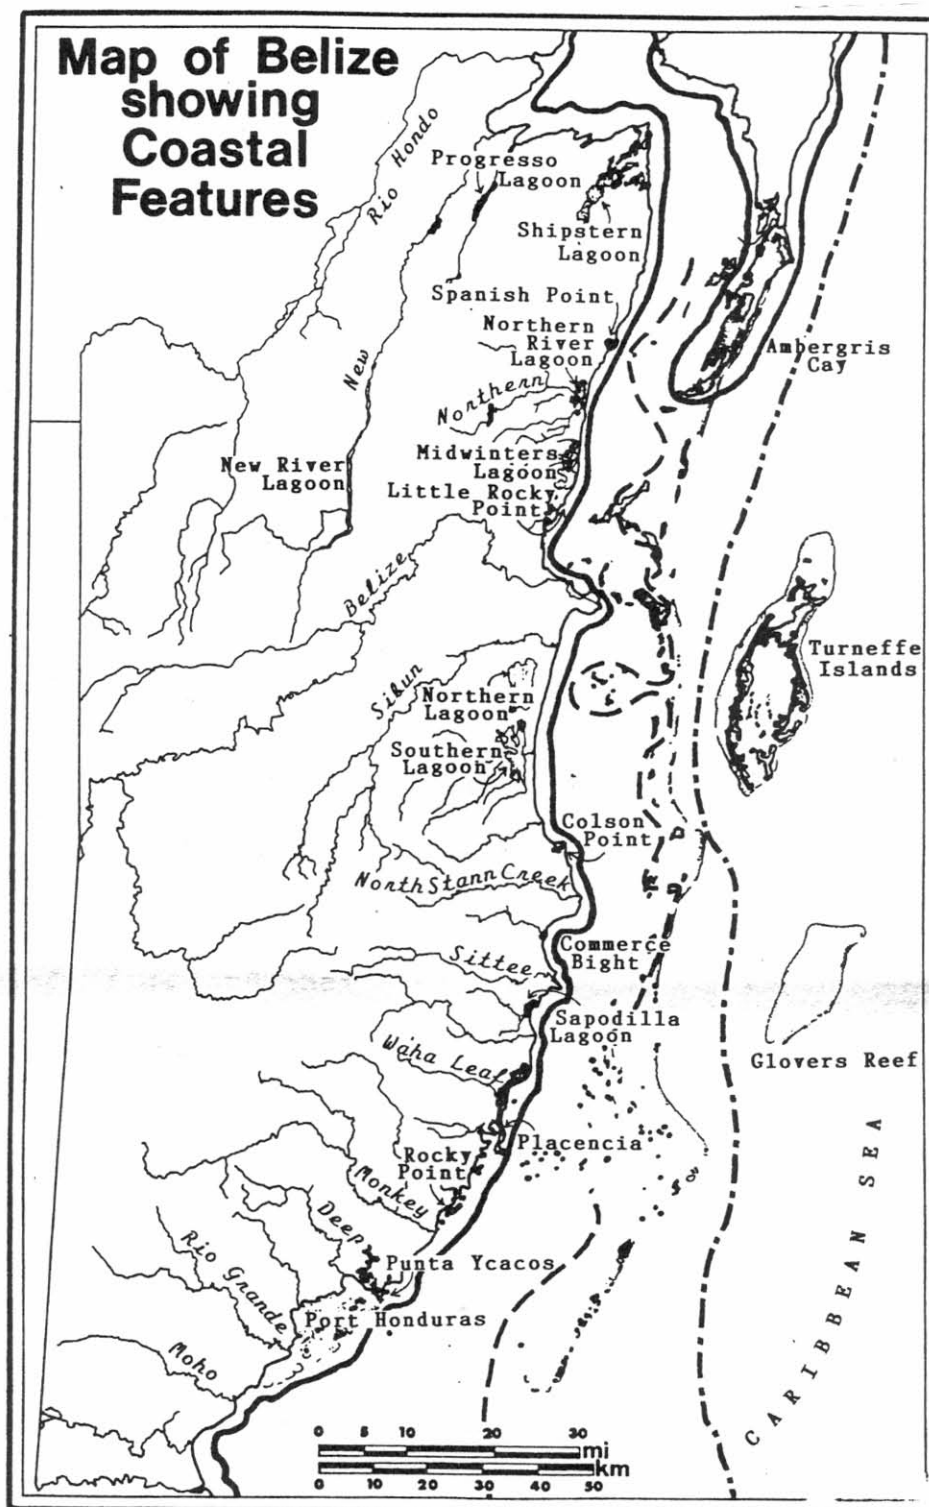 Map of Belize
showing
Coastal
Features
Rio Hondo
Progresso
Lagoon
Shipstern
Lagoon
Spanish Point
Northern
River
Lagoon
Ambergris
Cay
New
Northern
New River
Lagoon
Midwinters
Lagoon
Little Rocky
Point
Belize
Turneffe
Islands
Sibun
Northern
Lagoon
Southern
Lagoon
Colson
Point
North Stann Creek
Commerce
Bight
Sittee
Sapodilla
Lagoon
Glovers Reef
Waha Leaf
Placencia
Rocky
Point
Monkey
Deep
Rio Grande
Punta Ycacos
Port Honduras
Moho
CARIBBEAN SEA
0 5 10 20 30
mi
km
0 10 20 30 40 50